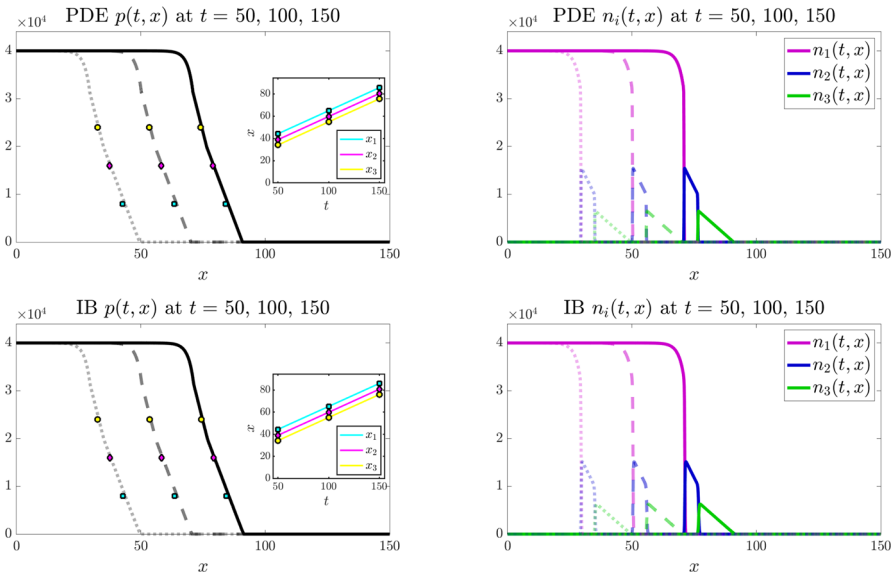 PDE p(t, x) at t = 50, 100, 150
×10⁴
4
3
2
1
0
0
50
100
150
x
x
80
60
40
20
0
50
100
150
t
x₁
x₂
x₃
PDE nᵢ(t, x) at t = 50, 100, 150
×10⁴
4
3
2
1
0
0
50
100
150
x
n₁(t, x)
n₂(t, x)
n₃(t, x)
IB p(t, x) at t = 50, 100, 150
×10⁴
4
3
2
1
0
0
50
100
150
x
x
80
60
40
20
0
50
100
150
t
x₁
x₂
x₃
IB nᵢ(t, x) at t = 50, 100, 150
×10⁴
4
3
2
1
0
0
50
100
150
x
n₁(t, x)
n₂(t, x)
n₃(t, x)